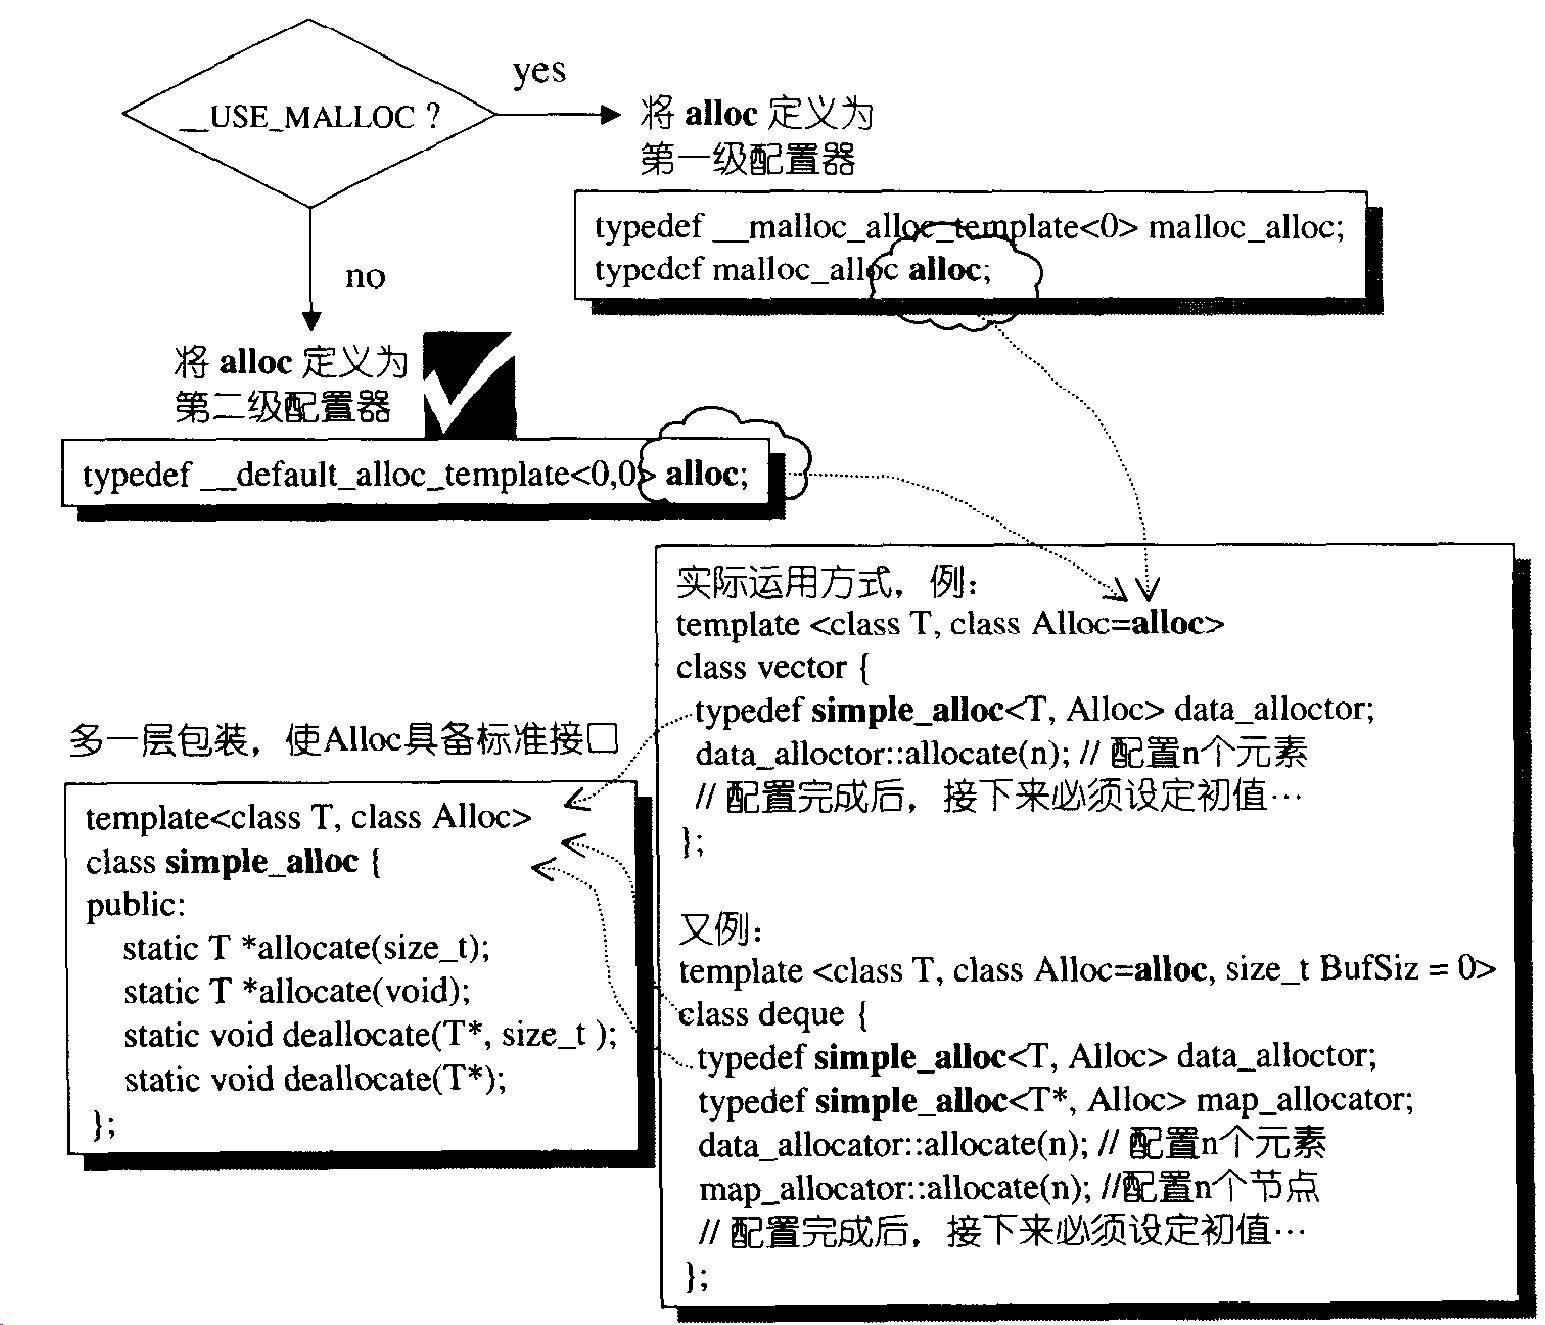 __USE_MALLOC ?
yes
将 alloc 定义为
第一级配置器
typedef __malloc_alloc_template<0> malloc_alloc;
typedef malloc_alloc alloc;
no
将 alloc 定义为
第二级配置器
typedef __default_alloc_template<0,0> alloc;
实际运用方式，例：
template <class T, class Alloc=alloc>
class vector {
typedef simple_alloc<T, Alloc> data_alloctor;
data_alloctor::allocate(n); // 配置n个元素
// 配置完成后，接下来必须设定初值…
};
又例：
template <class T, class Alloc=alloc, size_t BufSiz = 0>
class deque {
typedef simple_alloc<T, Alloc> data_alloctor;
typedef simple_alloc<T*, Alloc> map_allocator;
data_allocator::allocate(n); // 配置n个元素
map_allocator::allocate(n); //配置n个节点
// 配置完成后，接下来必须设定初值…
};
多一层包装，使Alloc具备标准接口
template<class T, class Alloc>
class simple_alloc {
public:
static T *allocate(size_t);
static T *allocate(void);
static void deallocate(T*, size_t );
static void deallocate(T*);
};